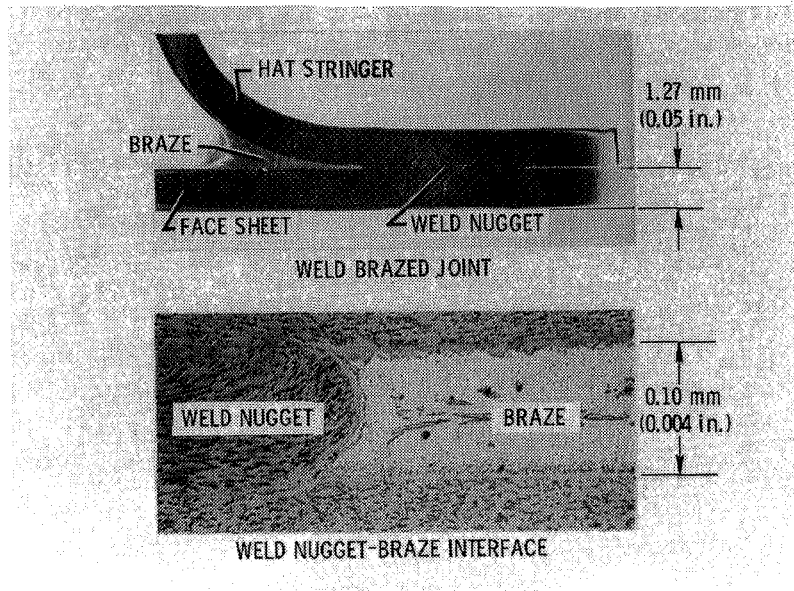 HAT STRINGER
1.27 mm
(0.05 in.)
BRAZE
FACE SHEET
WELD NUGGET
WELD BRAZED JOINT
WELD NUGGET
BRAZE
0.10 mm
(0.004 in.)
WELD NUGGET-BRAZE INTERFACE